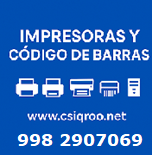 IMPRESORAS Y
CÓDIGO DE BARRAS
www.csiqroo.net
998 2907069